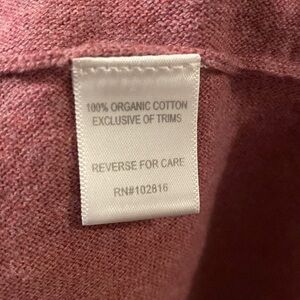 100% ORGANIC COTTON
EXCLUSIVE OF TRIMS
REVERSE FOR CARE
RN#102816